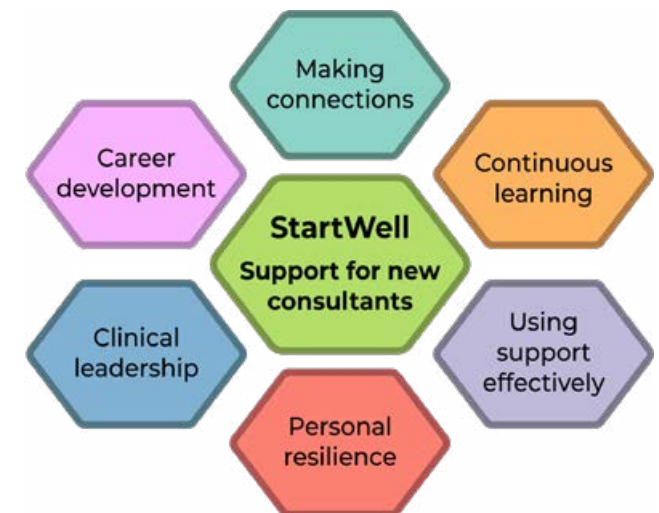 Making
connections
Career
development
Continuous
learning
StartWell
Support for new
consultants
Clinical
leadership
Using
support
effectively
Personal
resilience